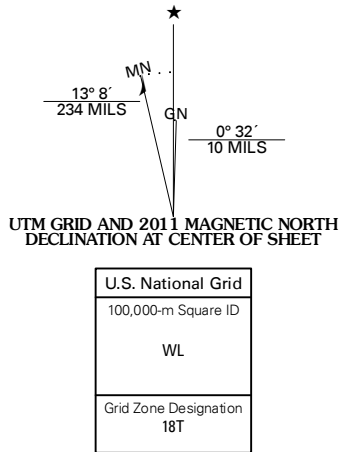 ★
MN
13° 8´
234 MILS
GN
0° 32´
10 MILS
UTM GRID AND 2011 MAGNETIC NORTH
DECLINATION AT CENTER OF SHEET
U.S. National Grid
100,000-m Square ID
WL
Grid Zone Designation
18T